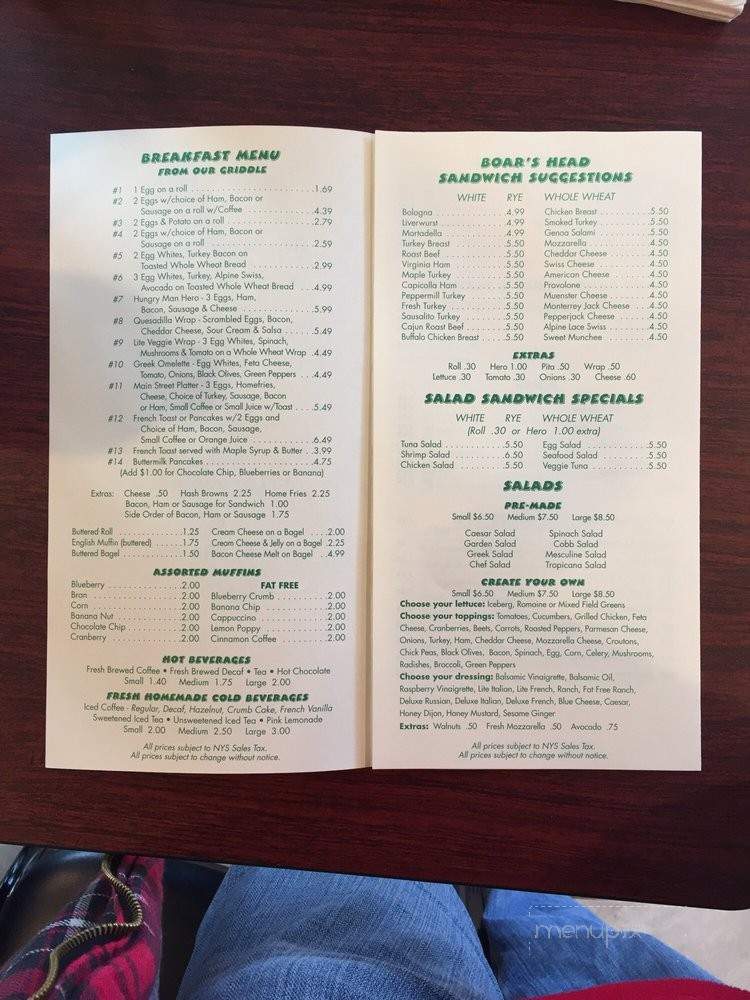 BREAKFAST MENU
FROM OUR GRIDDLE
#1 1 Egg on a roll . . . . . . . . . . . . . . . . . . . . . .1.69
#2 2 Eggs w/choice of Ham, Bacon or
Sausage on a roll w/Coffee . . . . . . . . . . .4.39
#3 2 Eggs & Potato on a roll . . . . . . . . . . . . . .2.79
#4 2 Eggs w/choice of Ham, Bacon or
Sausage on a roll . . . . . . . . . . . . . . . . .2.59
#5 2 Egg Whites, Turkey Bacon on
Toasted Whole Wheat Bread . . . . . . . . . .2.99
#6 3 Egg Whites, Turkey, Alpine Swiss,
Avocado on Toasted Whole Wheat Bread . .4.99
#7 Hungry Man Hero - 3 Eggs, Ham,
Bacon, Sausage & Cheese . . . . . . . . . . .5.99
#8 Quesadilla Wrap - Scrambled Eggs, Bacon,
Cheddar Cheese, Sour Cream & Salsa . . . .5.49
#9 Lite Veggie Wrap - 3 Egg Whites, Spinach,
Mushrooms & Tomato on a Whole Wheat Wrap .4.49
#10 Greek Omelette - Egg Whites, Feta Cheese,
Tomato, Onions, Black Olives, Green Peppers . .4.49
#11 Main Street Platter - 3 Eggs, Homefries,
Cheese, Choice of Turkey, Sausage, Bacon
or Ham, Small Coffee or Small Juice w/Toast . . .5.49
#12 French Toast or Pancakes w/2 Eggs and
Choice of Ham, Bacon, Sausage,
Small Coffee or Orange Juice . . . . . . . . . .6.49
#13 French Toast served with Maple Syrup & Butter . .3.99
#14 Buttermilk Pancakes . . . . . . . . . . . . . . . . .4.75
(Add $1.00 for Chocolate Chip, Blueberries or Banana)
Extras: Cheese .50 Hash Browns 2.25 Home Fries 2.25
Bacon, Ham or Sausage for Sandwich 1.00
Side Order of Bacon, Ham or Sausage 1.75
Buttered Roll . . . . . . . . . . .1.25 Cream Cheese on a Bagel . . . .2.00
English Muffin (buttered) . . . . .1.75 Cream Cheese & Jelly on a Bagel .2.25
Buttered Bagel . . . . . . . . . .1.50 Bacon Cheese Melt on Bagel . .4.99
ASSORTED MUFFINS
Blueberry . . . . . . . . . . . . . .2.00 FAT FREE
Bran . . . . . . . . . . . . . . . . .2.00 Blueberry Crumb . . . . . . . . .2.00
Corn . . . . . . . . . . . . . . . . .2.00 Banana Chip . . . . . . . . . . .2.00
Banana Nut . . . . . . . . . . . . .2.00 Cappuccino . . . . . . . . . . . .2.00
Chocolate Chip . . . . . . . . . .2.00 Lemon Poppy . . . . . . . . . . .2.00
Cranberry . . . . . . . . . . . . .2.00 Cinnamon Coffee . . . . . . . . .2.00
HOT BEVERAGES
Fresh Brewed Coffee • Fresh Brewed Decaf • Tea • Hot Chocolate
Small 1.40 Medium 1.75 Large 2.00
FRESH HOMEMADE COLD BEVERAGES
Iced Coffee - Regular, Decaf, Hazelnut, Crumb Cake, French Vanilla
Sweetened Iced Tea • Unsweetened Iced Tea • Pink Lemonade
Small 2.00 Medium 2.50 Large 3.00
All prices subject to NYS Sales Tax.
All prices subject to change without notice.
BOAR'S HEAD
SANDWICH SUGGESTIONS
WHITE RYE WHOLE WHEAT
Bologna . . . . . . . . . . . .4.99 Chicken Breast . . . . . . . . .5.50
Liverwurst . . . . . . . . . . .4.99 Smoked Turkey . . . . . . . . .5.50
Mortadella . . . . . . . . . . .4.99 Genoa Salami . . . . . . . . . .5.50
Turkey Breast . . . . . . . . . .5.50 Mozzarella . . . . . . . . . . .4.50
Roast Beef . . . . . . . . . . .5.50 Cheddar Cheese . . . . . . . .4.50
Virginia Ham . . . . . . . . . .5.50 Swiss Cheese . . . . . . . . . .4.50
Maple Turkey . . . . . . . . . .5.50 American Cheese . . . . . . . .4.50
Capicolla Ham . . . . . . . . .5.50 Provolone . . . . . . . . . . . .4.50
Peppermill Turkey . . . . . . . .5.50 Muenster Cheese . . . . . . . .4.50
Fresh Turkey . . . . . . . . . .5.50 Monterrey Jack Cheese . . . . .4.50
Sausalito Turkey . . . . . . . .5.50 Pepperjack Cheese . . . . . . .4.50
Cajun Roast Beef . . . . . . . .5.50 Alpine Lace Swiss . . . . . . . .4.50
Buffalo Chicken Breast . . . . .5.50 Sweet Munchee . . . . . . . . .4.50
EXTRAS
Roll .30 Hero 1.00 Pita .50 Wrap .50
Lettuce .30 Tomato .30 Onions .30 Cheese .60
SALAD SANDWICH SPECIALS
WHITE RYE WHOLE WHEAT
(Roll .30 or Hero 1.00 extra)
Tuna Salad . . . . . . . . . . .5.50 Egg Salad . . . . . . . . . . . .5.50
Shrimp Salad . . . . . . . . . .6.50 Seafood Salad . . . . . . . . . .5.50
Chicken Salad . . . . . . . . .5.50 Veggie Tuna . . . . . . . . . . .5.50
SALADS
PRE-MADE
Small $6.50 Medium $7.50 Large $8.50
Caesar Salad Spinach Salad
Garden Salad Cobb Salad
Greek Salad Mesculine Salad
Chef Salad Tropicana Salad
CREATE YOUR OWN
Small $6.50 Medium $7.50 Large $8.50
Choose your lettuce: Iceberg, Romaine or Mixed Field Greens
Choose your toppings: Tomatoes, Cucumbers, Grilled Chicken, Feta
Cheese, Cranberries, Beets, Carrots, Roasted Peppers, Parmesan Cheese,
Onions, Turkey, Ham, Cheddar Cheese, Mozzarella Cheese, Croutons,
Chick Peas, Black Olives, Bacon, Spinach, Egg, Corn, Celery, Mushrooms,
Radishes, Broccoli, Green Peppers
Choose your dressing: Balsamic Vinaigrette, Balsamic Oil,
Raspberry Vinaigrette, Lite Italian, Lite French, Ranch, Fat Free Ranch,
Deluxe Russian, Deluxe Italian, Deluxe French, Blue Cheese, Caesar,
Honey Dijon, Honey Mustard, Sesame Ginger
Extras: Walnuts .50 Fresh Mozzarella .50 Avocado .75
All prices subject to NYS Sales Tax.
All prices subject to change without notice.
menupix